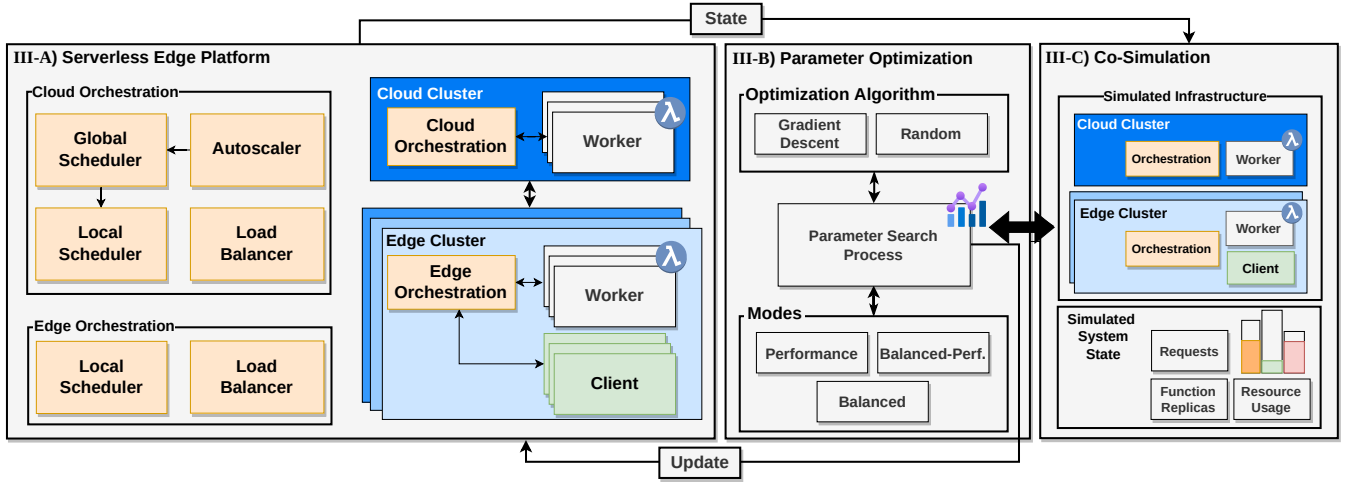 State
III-A) Serverless Edge Platform
Cloud Orchestration
Global
Scheduler
Autoscaler
Local
Scheduler
Load
Balancer
Edge Orchestration
Local
Scheduler
Load
Balancer
Cloud Cluster
Cloud
Orchestration
Worker
λ
Edge Cluster
Edge
Orchestration
Worker
λ
Client
III-B) Parameter Optimization
Optimization Algorithm
Gradient
Descent
Random
Parameter Search
Process
Modes
Performance
Balanced-Perf.
Balanced
III-C) Co-Simulation
Simulated Infrastructure
Cloud Cluster
Orchestration
Worker
λ
Edge Cluster
Orchestration
Worker
λ
Client
Simulated
System
State
Requests
Function
Replicas
Resource
Usage
Update